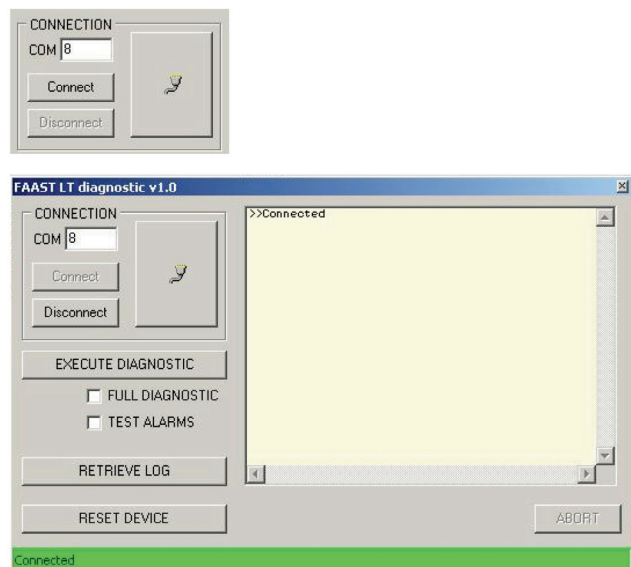 CONNECTION
COM 8
Connect
Disconnect
FAAST LT diagnostic v1.0
CONNECTION
COM 8
Connect
Disconnect
>>Connected
EXECUTE DIAGNOSTIC
FULL DIAGNOSTIC
TEST ALARMS
RETRIEVE LOG
RESET DEVICE
ABORT
Connected